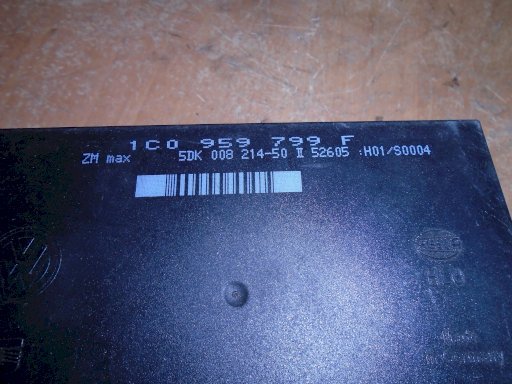 1C0 959 799 F
ZM max 5DK 008 214-50 II 52605 :H01/S0004